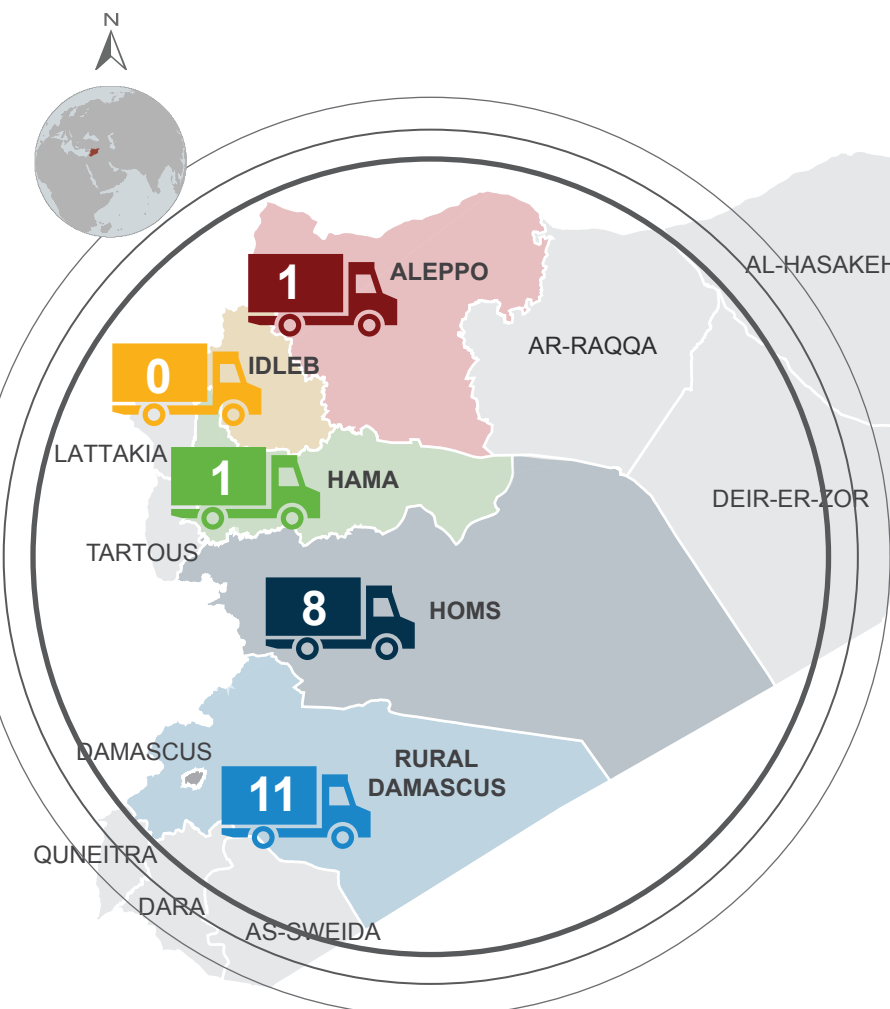 N
1
ALEPPO
AL-HASAKEH
AR-RAQQA
0
IDLEB
LATTAKIA
1
HAMA
DEIR-ER-ZOR
TARTOUS
8
HOMS
DAMASCUS
11
RURAL
DAMASCUS
QUNEITRA
DARA
AS-SWEIDA